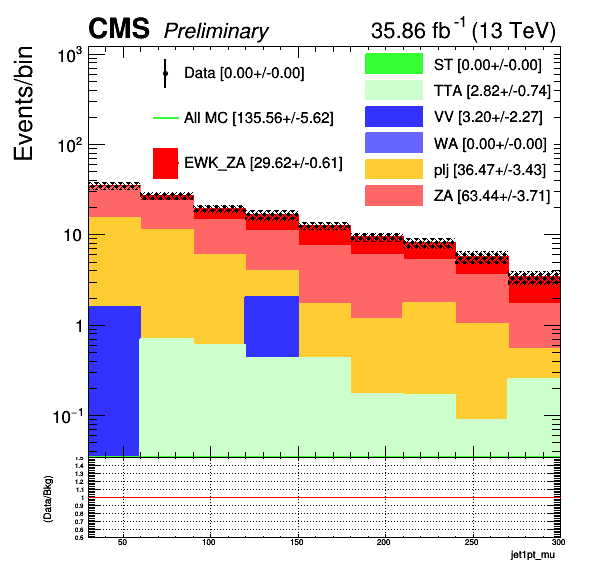 CMS Preliminary 35.86 fb⁻¹ (13 TeV)
Events/bin
10³
10²
10
1
10⁻¹
Data [0.00+/-0.00]
All MC [135.56+/-5.62]
EWK_ZA [29.62+/-0.61]
ST [0.00+/-0.00]
TTA [2.82+/-0.74]
VV [3.20+/-2.27]
WA [0.00+/-0.00]
plj [36.47+/-3.43]
ZA [63.44+/-3.71]
(Data/Bkg)
1.5
1.4
1.3
1.2
1.1
1
0.9
0.8
0.7
0.6
0.5
50 100 150 200 250 300
jet1pt_mu